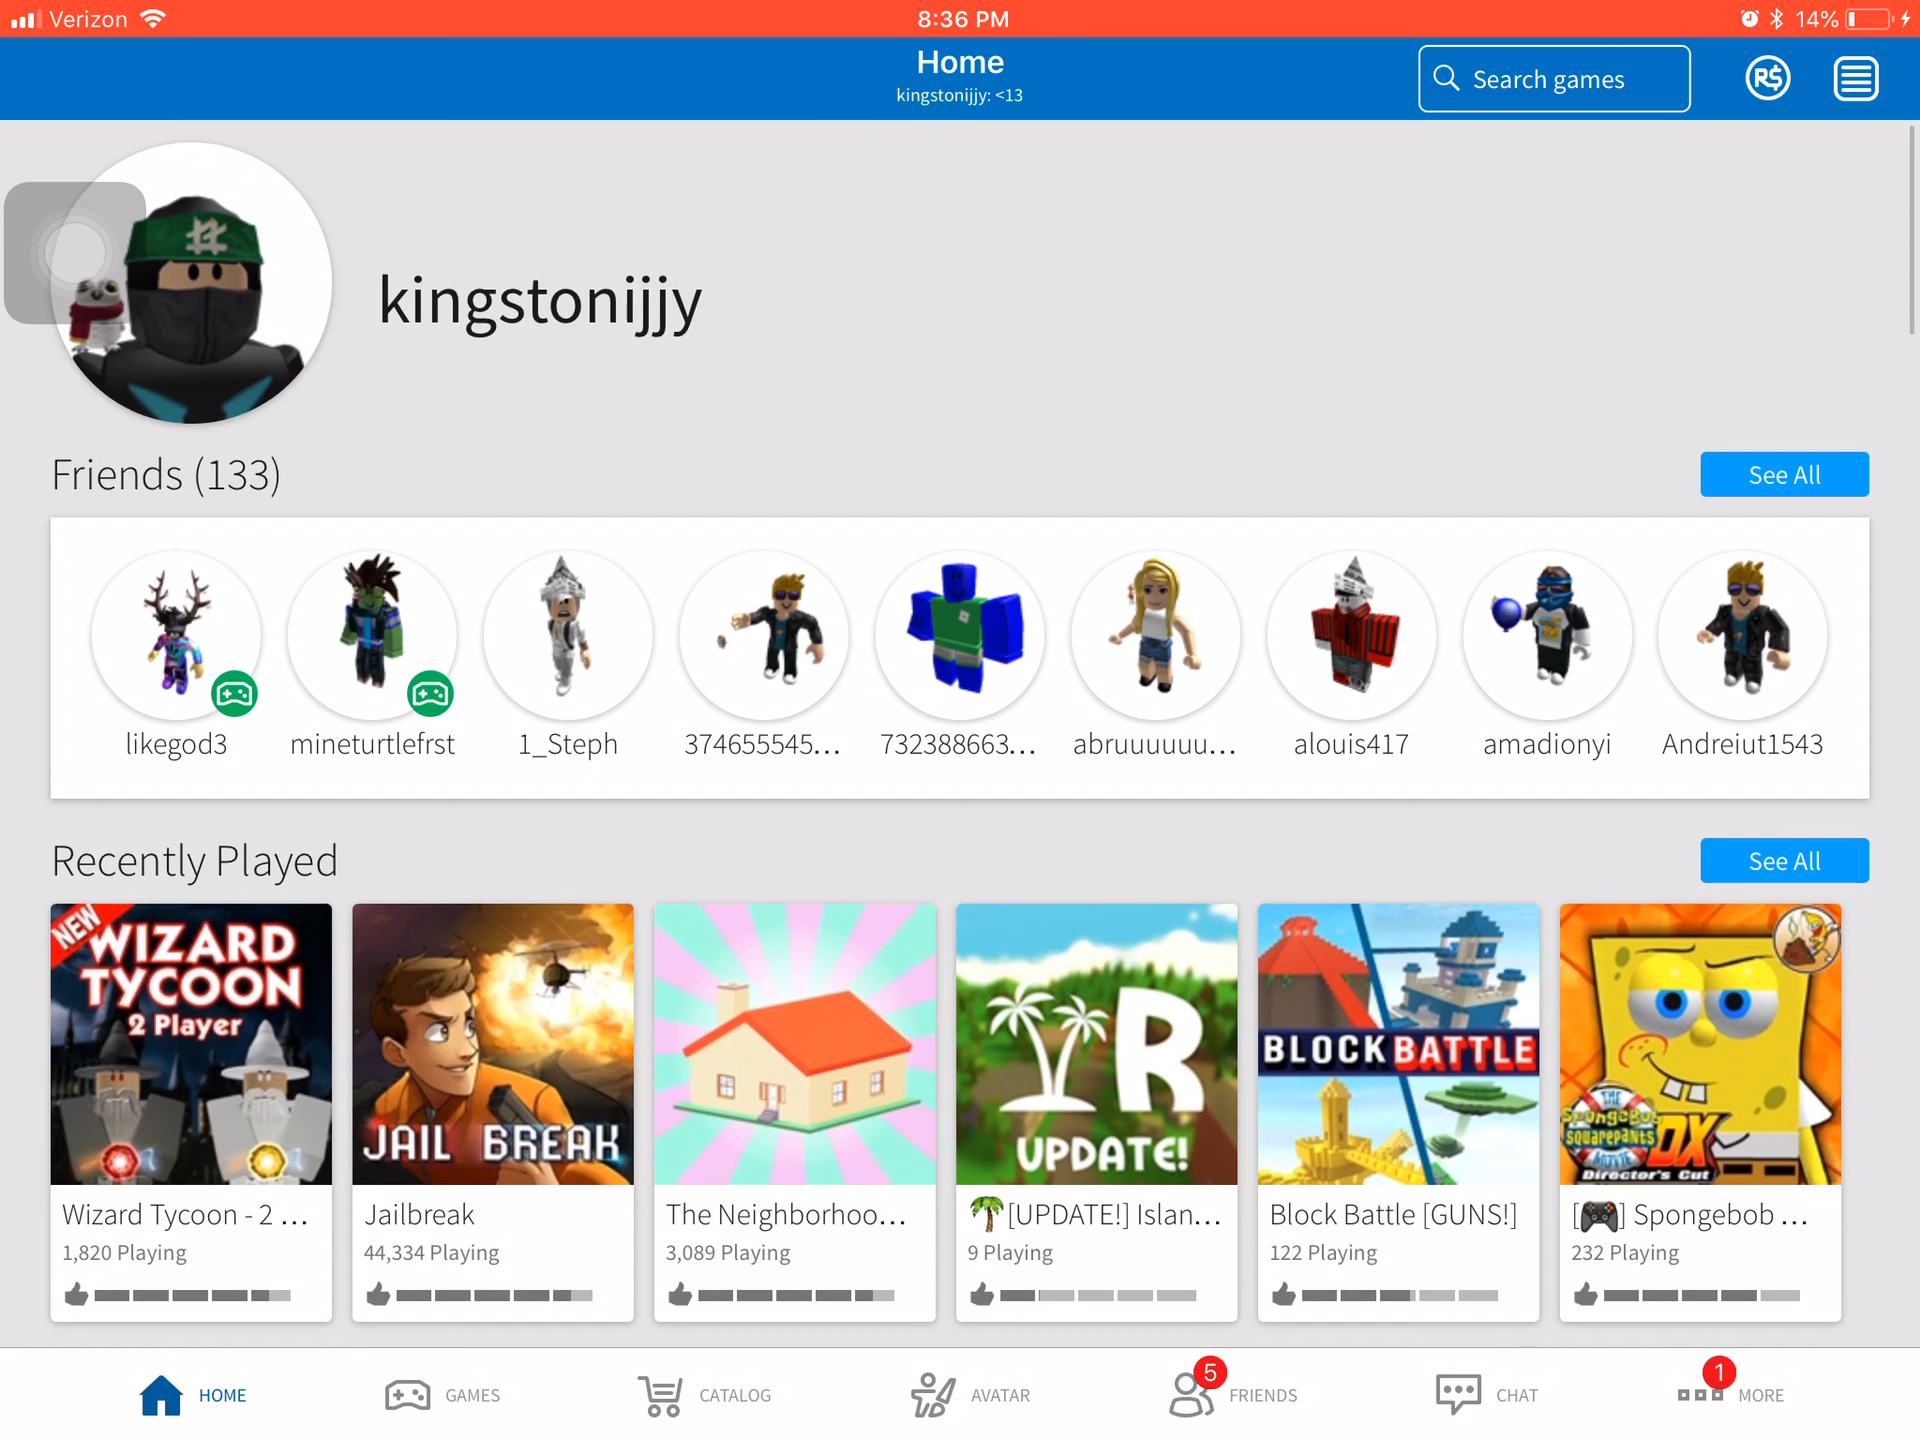 Verizon
8:36 PM
14%
Home
kingstonijjy: <13
Search games
R$
kingstonijjy
Friends (133)
See All
likegod3
mineturtlefrst
1_Steph
374655545...
732388663...
abruuuuuu...
alouis417
amadionyi
Andreiut1543
Recently Played
See All
NEW
WIZARD
TYCOON
2 Player
JAIL BREAK
R
UPDATE!
BLOCK BATTLE
THE
SpongeBob
SquarePants
MOVIE
DX
Director's Cut
Wizard Tycoon - 2 ...
1,820 Playing
Jailbreak
44,334 Playing
The Neighborhoo...
3,089 Playing
🌴[UPDATE!] Islan...
9 Playing
Block Battle [GUNS!]
122 Playing
[🎮] Spongebob ...
232 Playing
HOME
GAMES
CATALOG
AVATAR
5
FRIENDS
CHAT
1
MORE